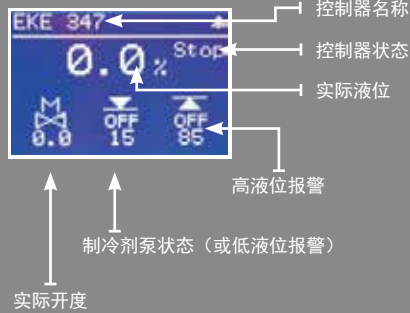 EKE 347
控制器名称
0.0 % Stop
控制器状态
实际液位
M
OFF OFF
0.0 15 85
高液位报警
制冷剂泵状态（或低液位报警）
实际开度